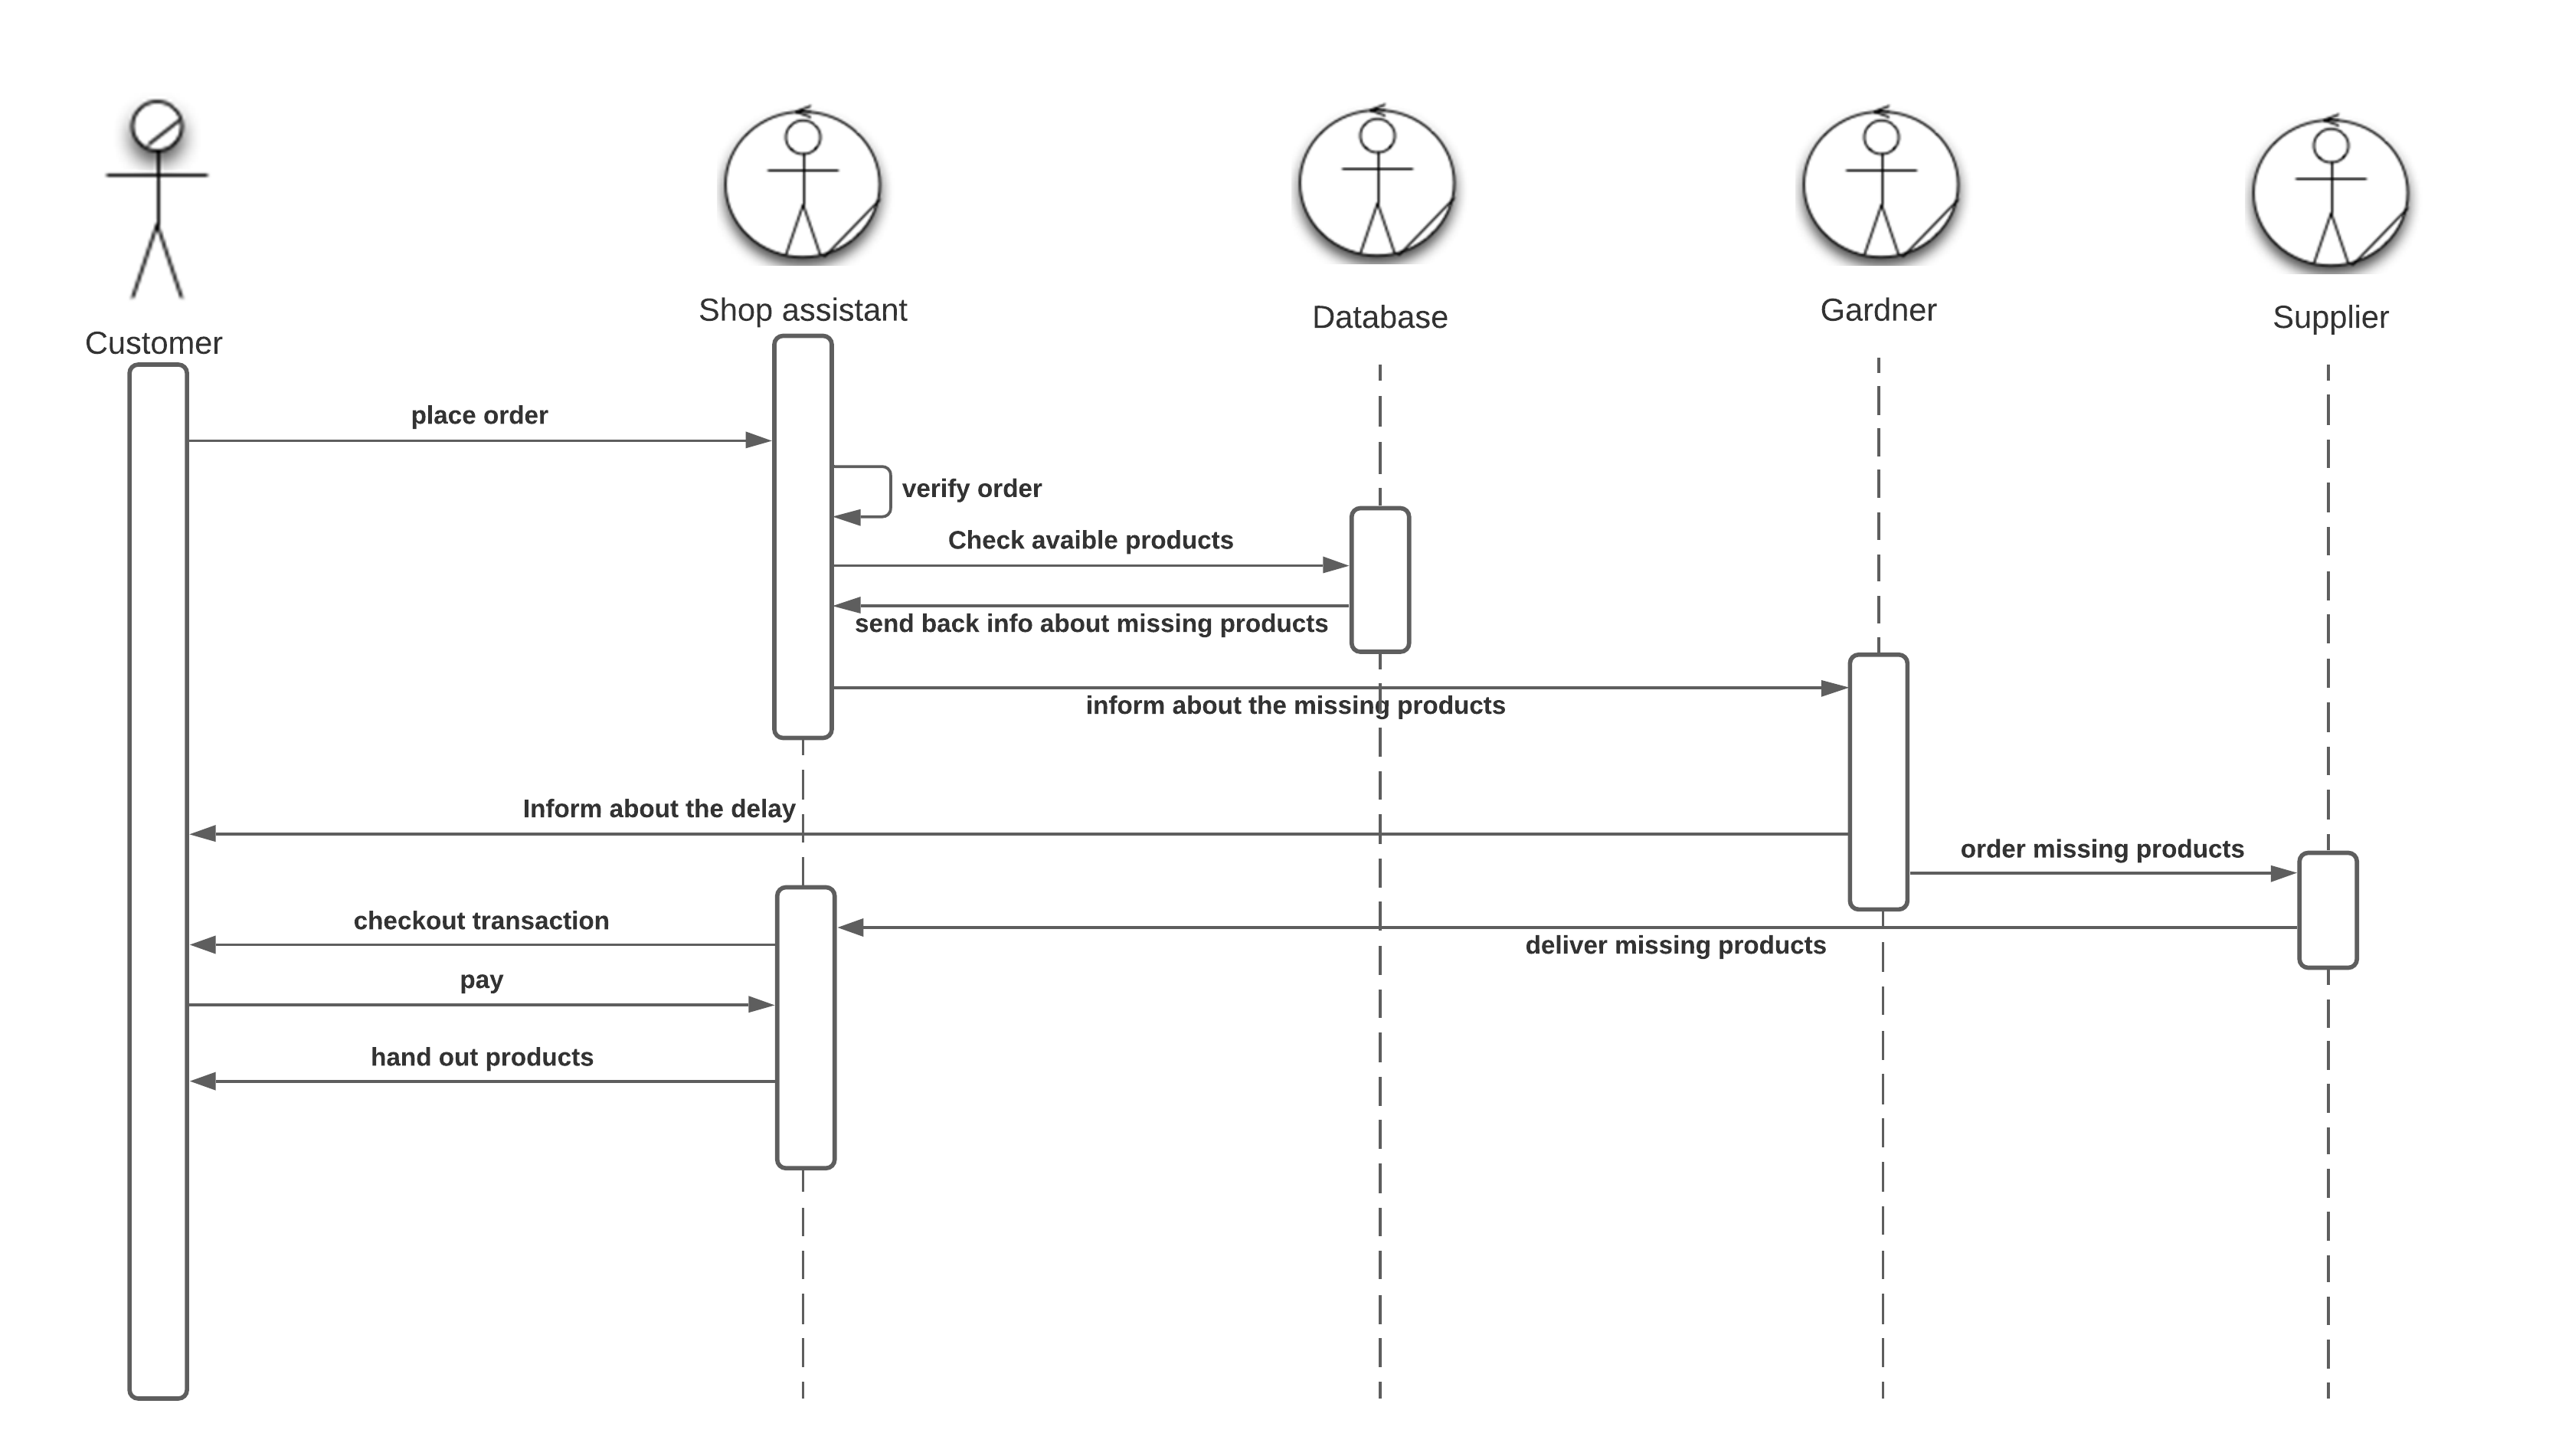 Customer
Shop assistant
Database
Gardner
Supplier
place order
verify order
Check avaible products
send back info about missing products
inform about the missing products
Inform about the delay
order missing products
checkout transaction
deliver missing products
pay
hand out products